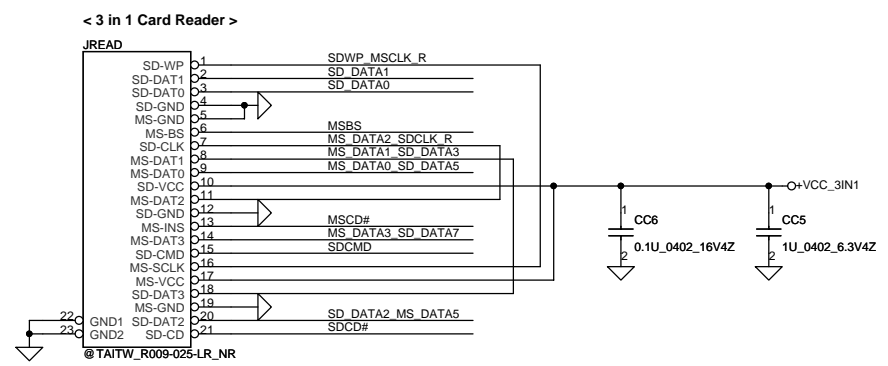 < 3 in 1 Card Reader >
JREAD
SD-WP 1 SDWP_MSCLK_R
SD-DAT1 2 SD_DATA1
SD-DAT0 3 SD_DATA0
SD-GND 4
MS-GND 5
MS-BS 6 MSBS
SD-CLK 7 MS_DATA2_SDCLK_R
MS-DAT1 8 MS_DATA1_SD_DATA3
MS-DAT0 9 MS_DATA0_SD_DATA5
SD-VCC 10 +VCC_3IN1
MS-DAT2 11
SD-GND 12
MS-INS 13 MSCD#
MS-DAT3 14 MS_DATA3_SD_DATA7
SD-CMD 15 SDCMD
MS-SCLK 16
MS-VCC 17
SD-DAT3 18
MS-GND 19
22 GND1 SD-DAT2 20 SD_DATA2_MS_DATA5
23 GND2 SD-CD 21 SDCD#
@TAITW_R009-025-LR_NR
1
CC6
0.1U_0402_16V4Z
2
1
CC5
1U_0402_6.3V4Z
2